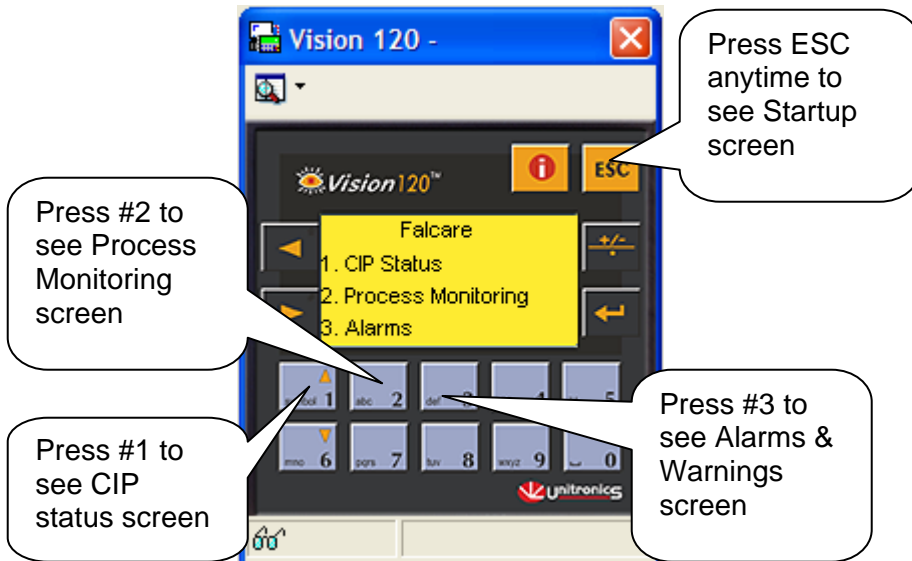 Vision 120 -
Press ESC
anytime to
see Startup
screen
ESC
Vision120™
Press #2 to
see Process
Monitoring
screen
Falcare
+/-
1. CIP Status
2. Process Monitoring
3. Alarms
1
abc 2
def
mno 6
pqrs 7
tuv 8
wxyz 9
0
Press #1 to
see CIP
status screen
Press #3 to
see Alarms &
Warnings
screen
unitronics